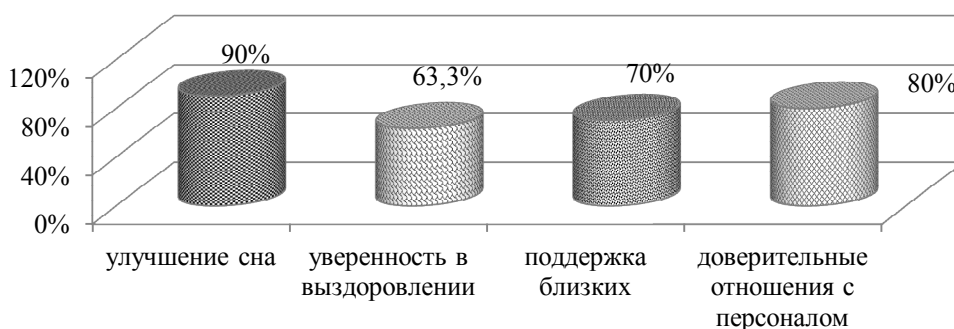 90%
63,3%
70%
80%
120%
80%
40%
0%
улучшение сна
уверенность в
выздоровлении
поддержка
близких
доверительные
отношения с
персоналом